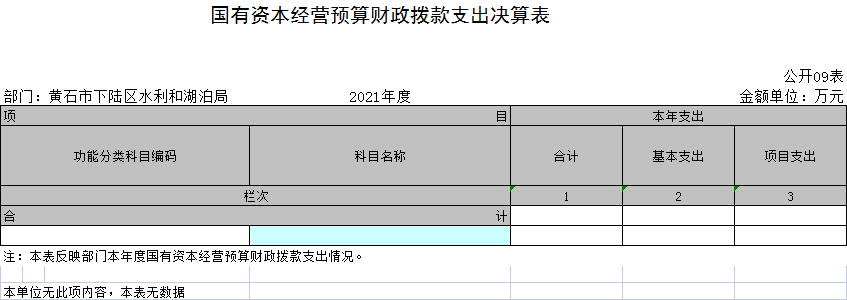 国有资本经营预算财政拨款支出决算表
公开09表
部门：黄石市下陆区水利和湖泊局 2021年度 金额单位：万元
项 目 本年支出
功能分类科目编码 科目名称 合计 基本支出 项目支出
栏次 1 2 3
合 计
注：本表反映部门本年度国有资本经营预算财政拨款支出情况。
本单位无此项内容，本表无数据